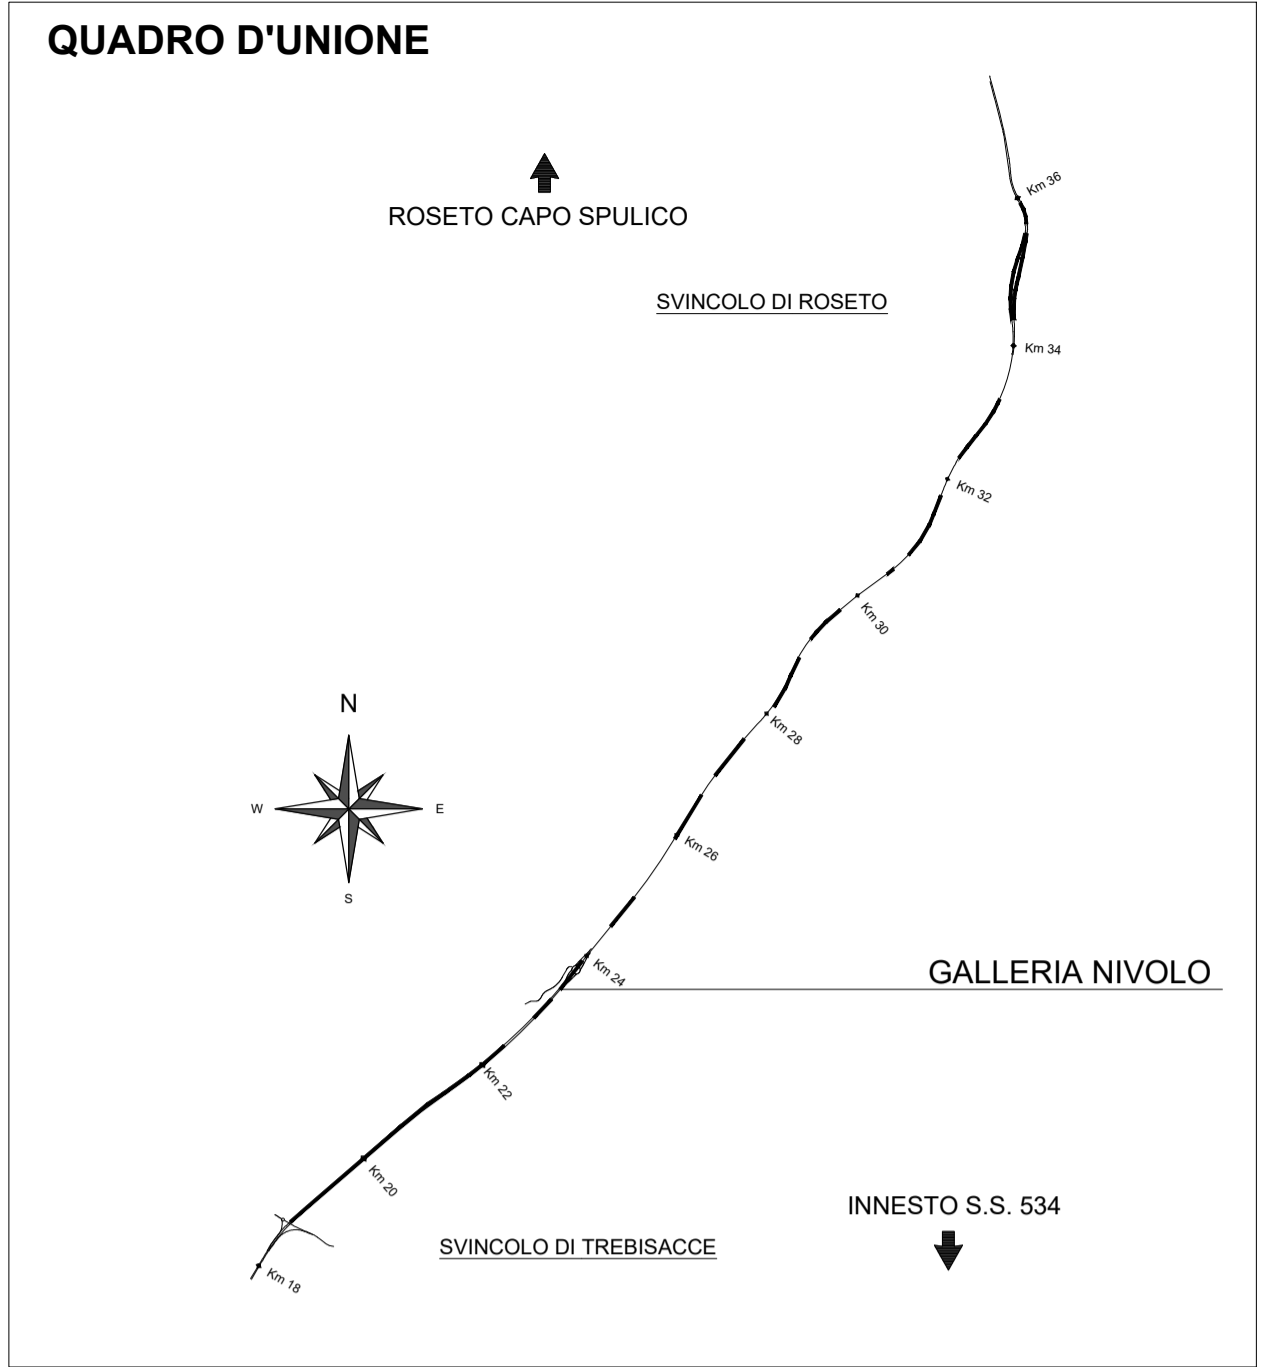 QUADRO D'UNIONE
Km 36
ROSETO CAPO SPULICO
SVINCOLO DI ROSETO
Km 34
Km 32
Km 30
N
Km 28
W
E
Km 26
S
GALLERIA NIVOLO
Km 24
Km 22
Km 20
INNESTO S.S. 534
SVINCOLO DI TREBISACCE
Km 18